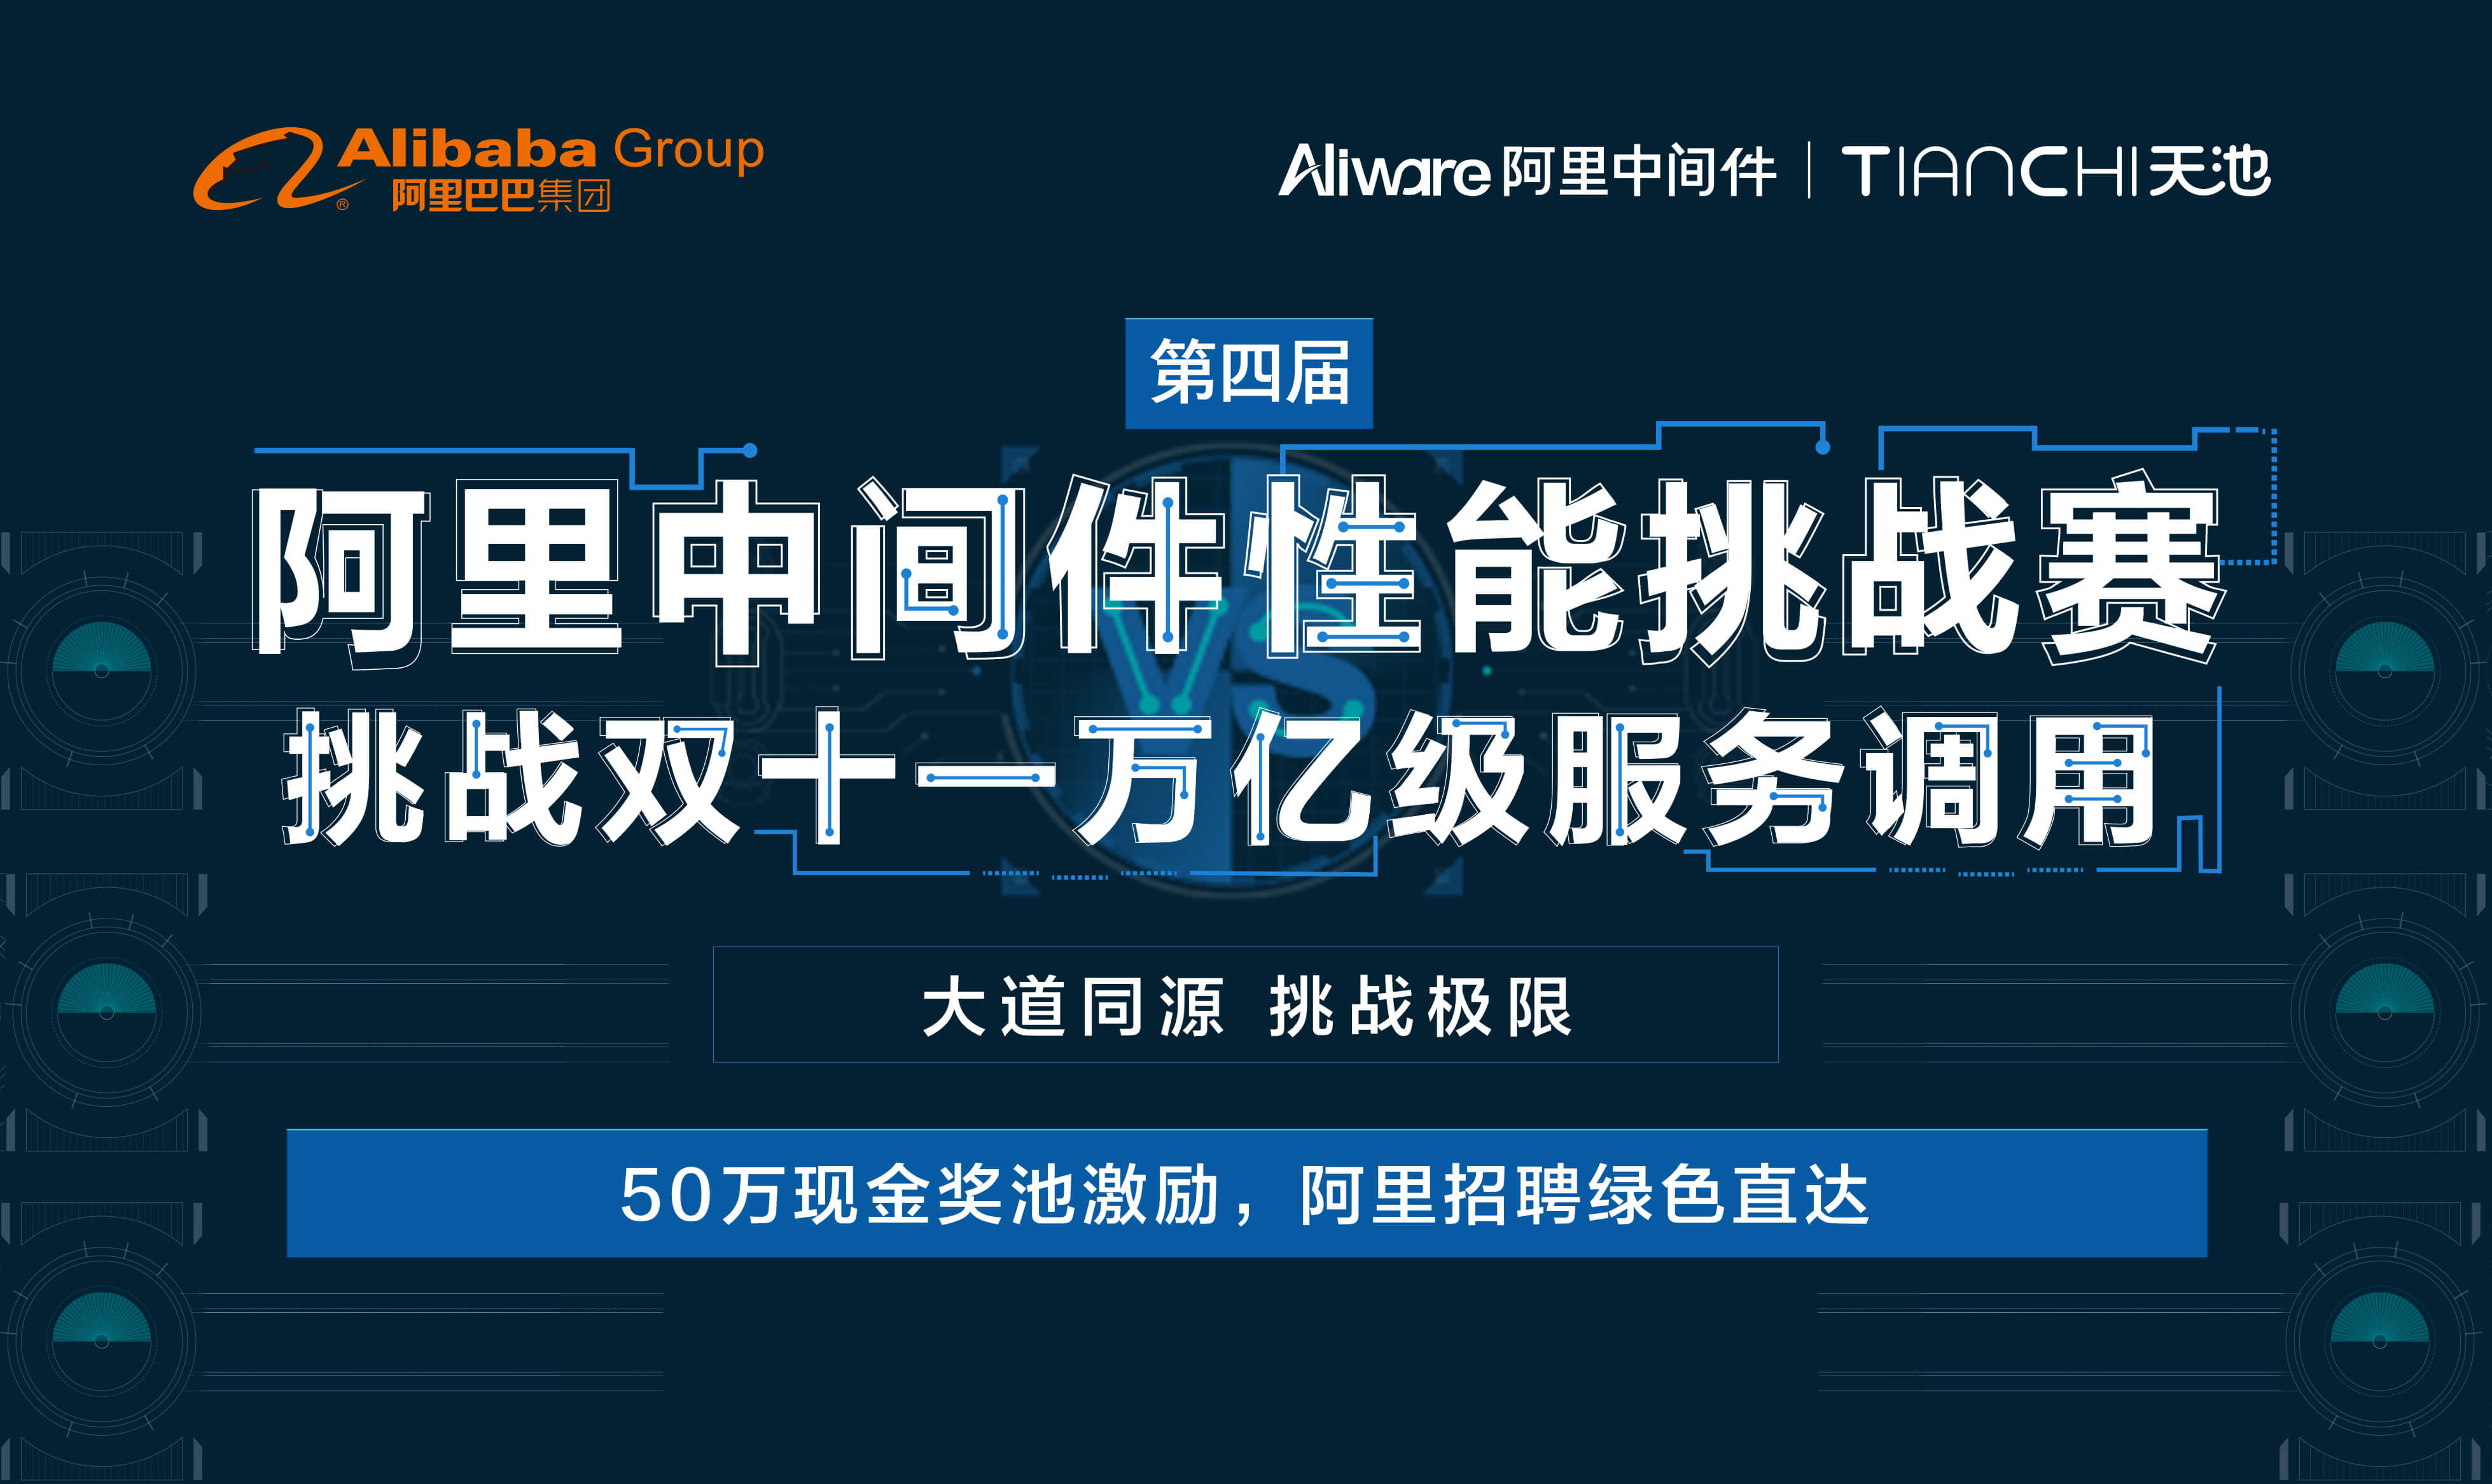 Alibaba Group
阿里巴巴集团
®
Aliware 阿里中间件 | TIANCHI天池
第四届
阿里中间件性能挑战赛
VS
挑战双十一万亿级服务调用
大道同源 挑战极限
50万现金奖池激励，阿里招聘绿色直达